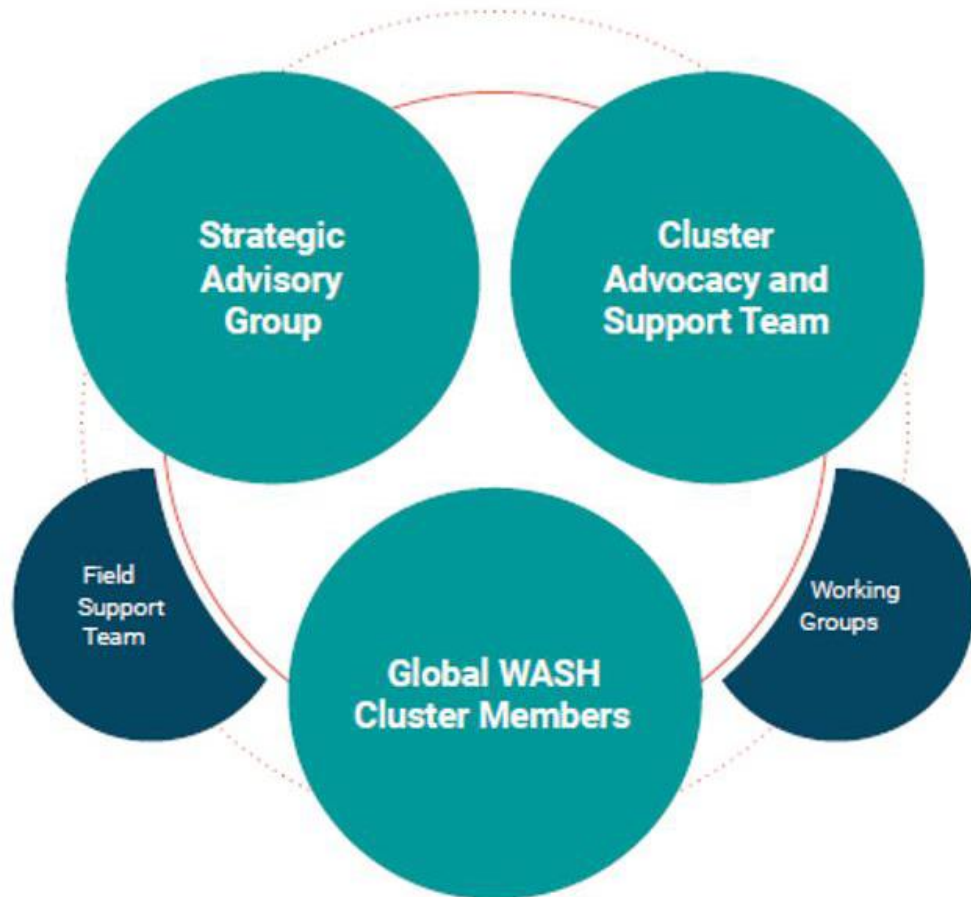 Strategic
Advisory
Group
Cluster
Advocacy and
Support Team
Field
Support
Team
Working
Groups
Global WASH
Cluster Members